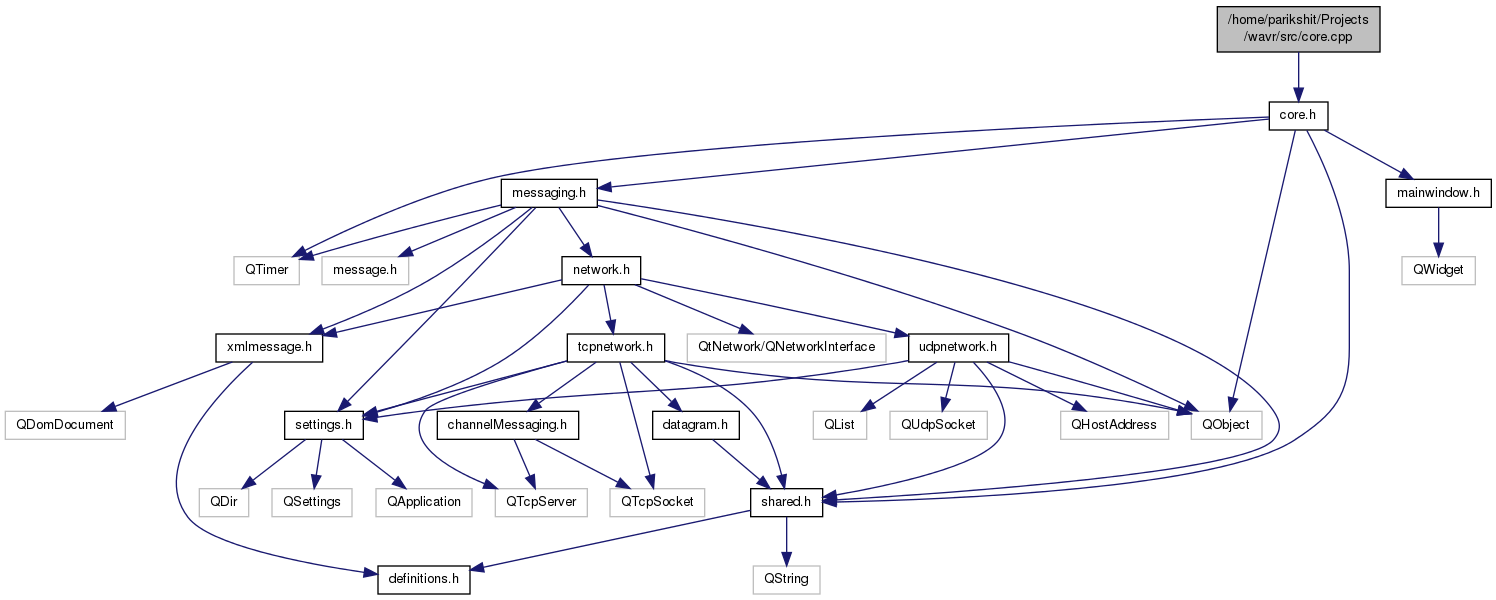 /home/parikshit/Projects
/wavr/src/core.cpp
core.h
messaging.h
mainwindow.h
QTimer
message.h
network.h
QWidget
xmlmessage.h
tcpnetwork.h
QtNetwork/QNetworkInterface
udpnetwork.h
QDomDocument
settings.h
channelMessaging.h
datagram.h
QList
QUdpSocket
QHostAddress
QObject
QDir
QSettings
QApplication
QTcpServer
QTcpSocket
shared.h
definitions.h
QString